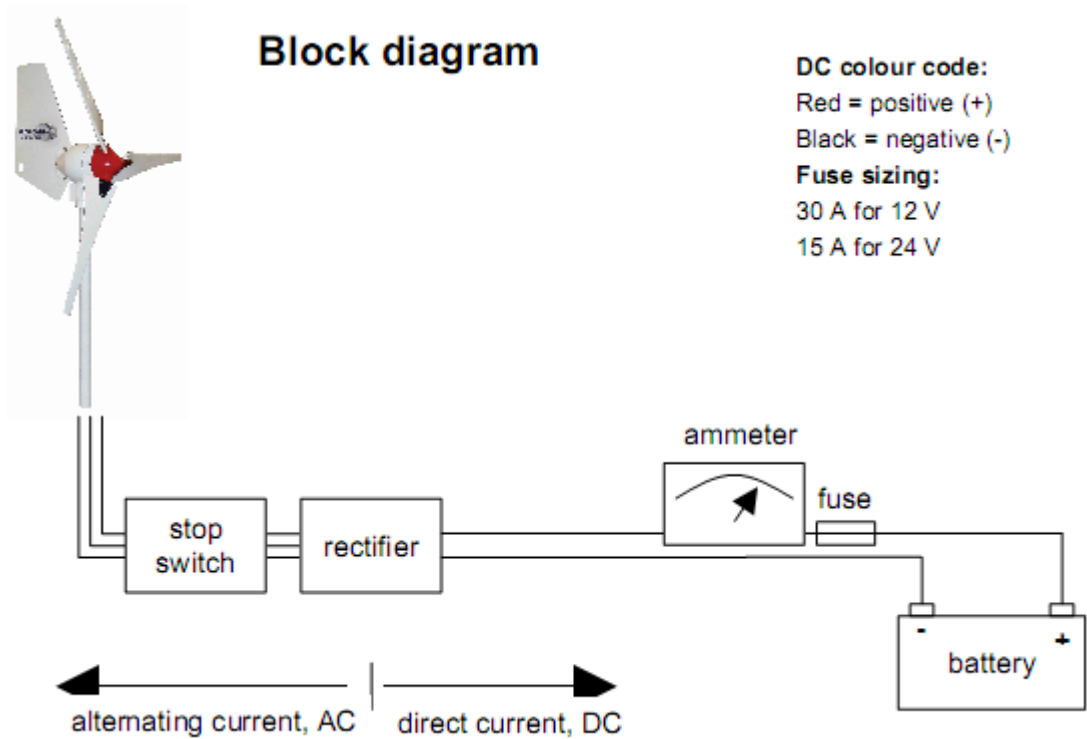 Block diagram
DC colour code:
Red = positive (+)
Black = negative (-)
Fuse sizing:
30 A for 12 V
15 A for 24 V
ammeter
fuse
stop
switch
rectifier
- +
battery
alternating current, AC
direct current, DC